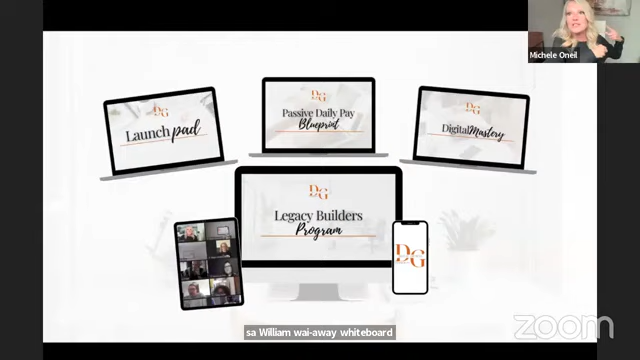 Michele Oneil
DG
Launch pad
DG
Passive Daily Pay
Blueprint
DG
Digital Mastery
DG
Legacy Builders
Program
DG
sa William wai-away whiteboard
zoom